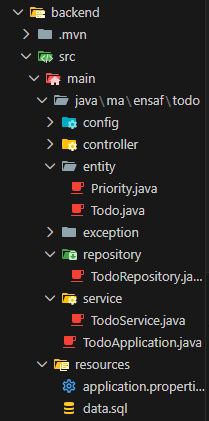 backend
.mvn
src
main
java\ma\ensaf\todo
config
controller
entity
Priority.java
Todo.java
exception
repository
TodoRepository.ja...
service
TodoService.java
TodoApplication.java
resources
application.properti...
data.sql